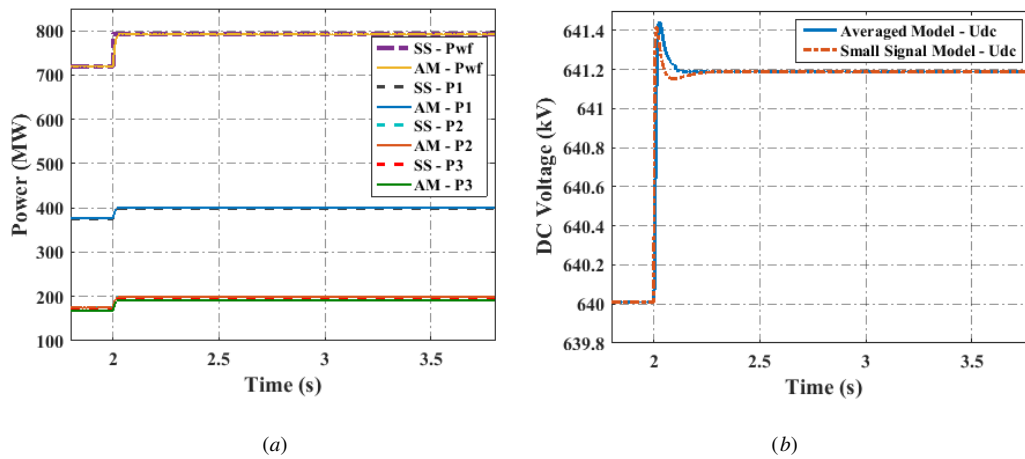 800
700
600
500
400
300
200
100
Power (MW)
2
2.5
3
3.5
Time (s)
SS - Pwf
AM - Pwf
SS - P1
AM - P1
SS - P2
AM - P2
SS - P3
AM - P3
(a)
641.4
641.2
641
640.8
640.6
640.4
640.2
640
639.8
DC Voltage (kV)
2
2.5
3
3.5
Time (s)
Averaged Model - Udc
Small Signal Model - Udc
(b)